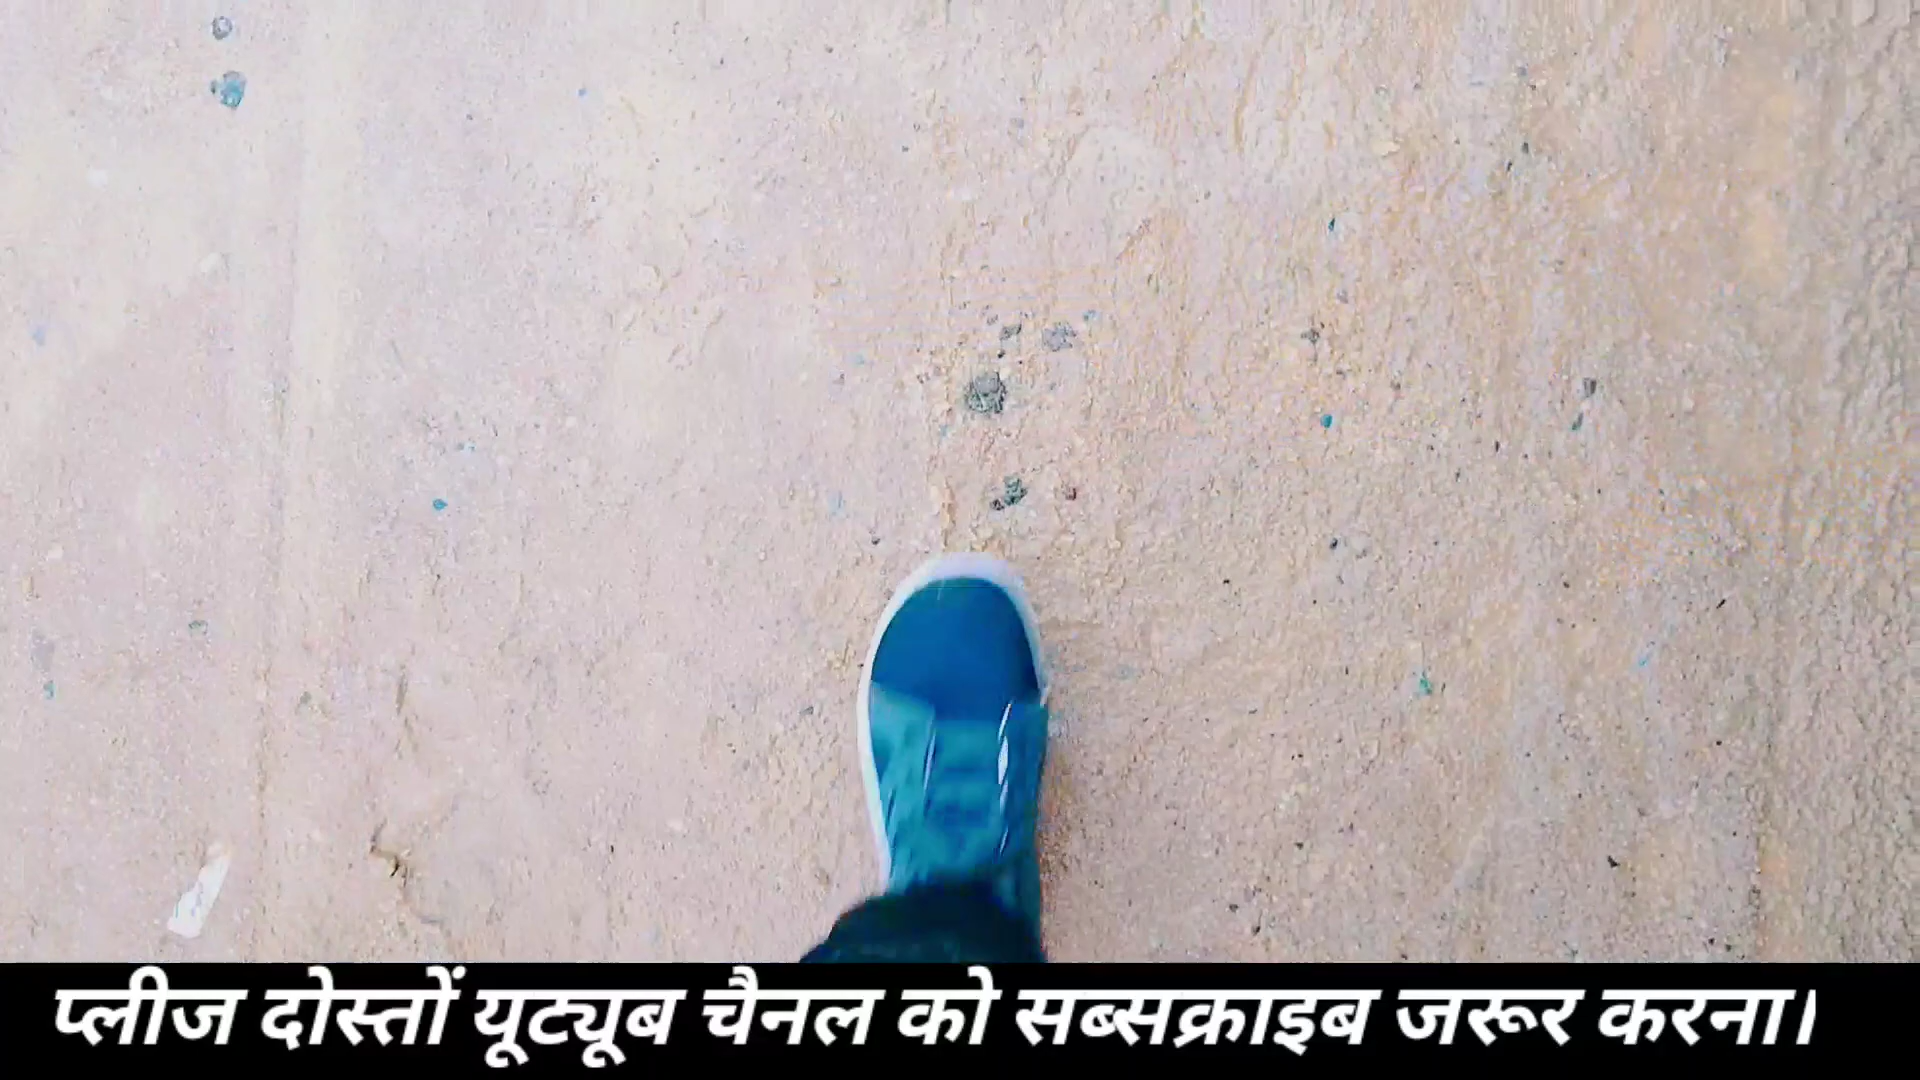 प्लीज दोस्तों यूट्यूब चैनल को सब्सक्राइब जरूर करना।